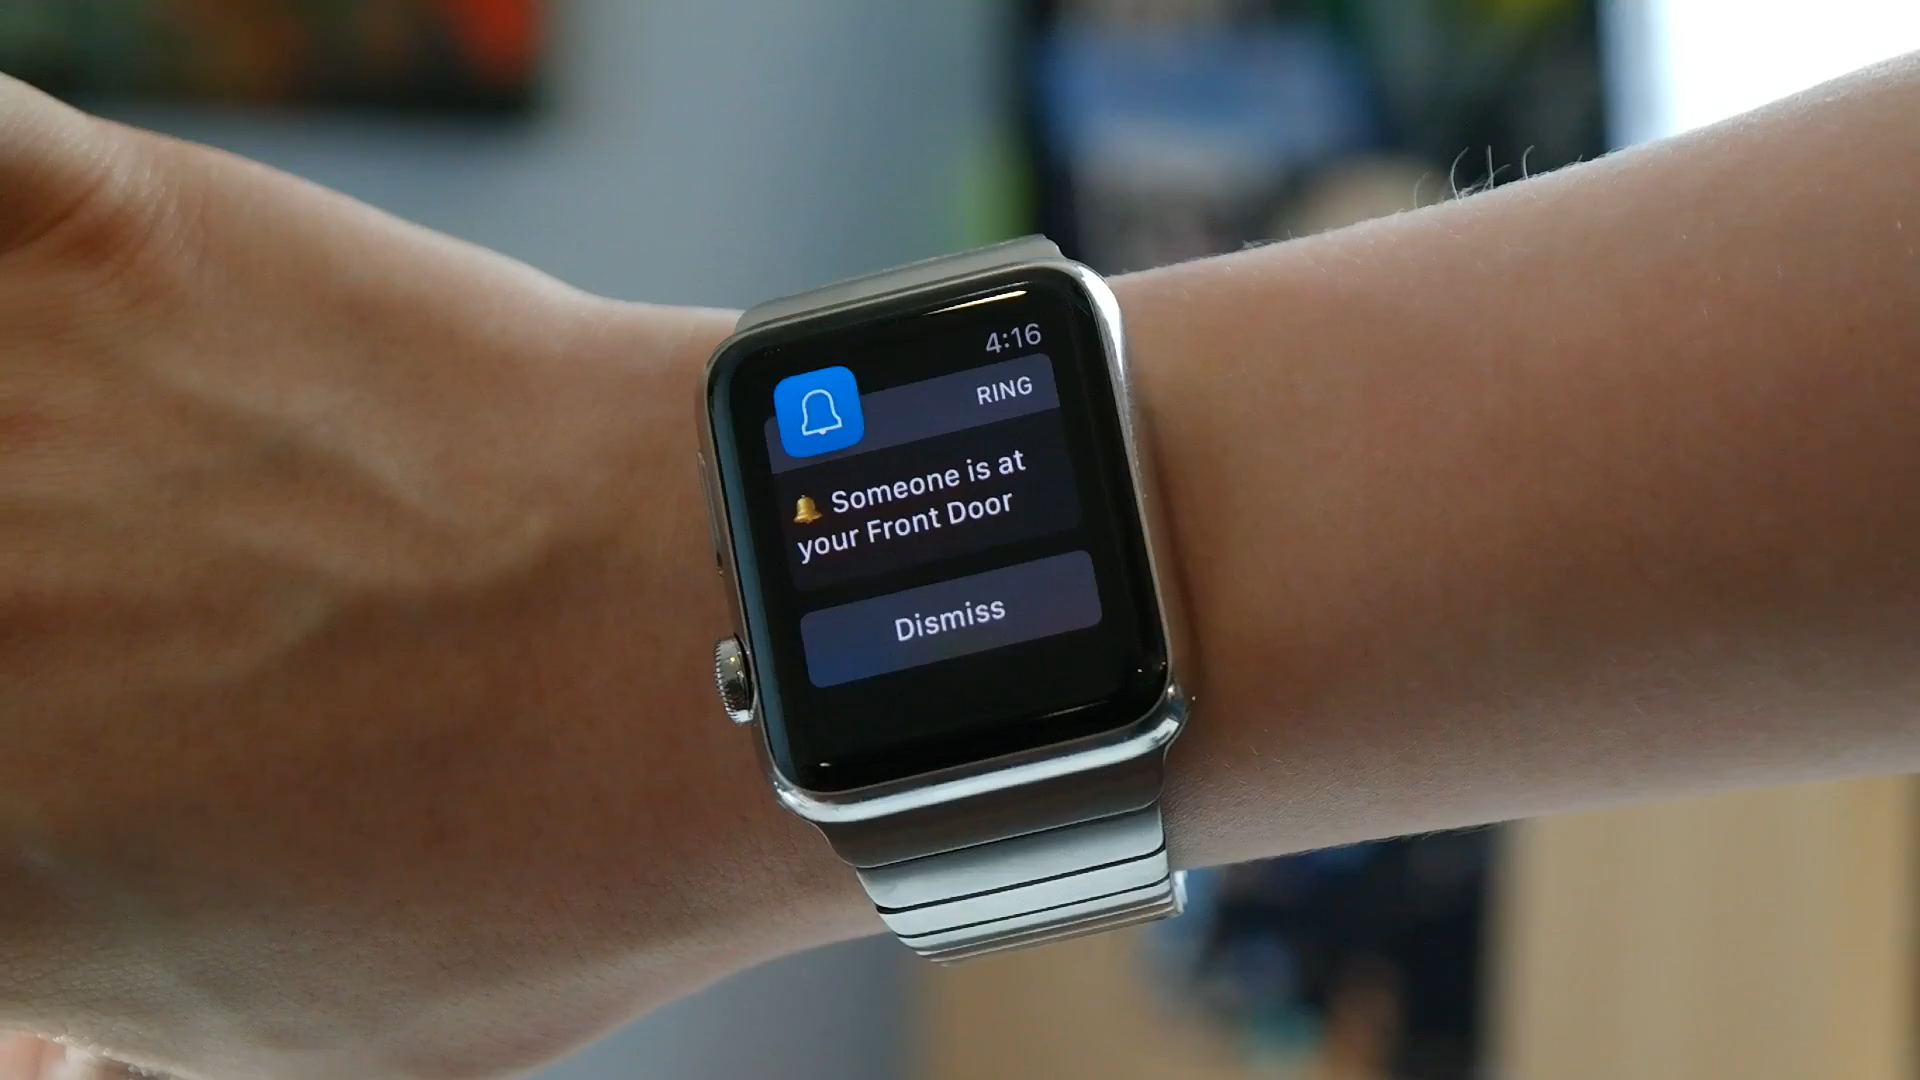 4:16
RING
🔔 Someone is at
your Front Door
Dismiss